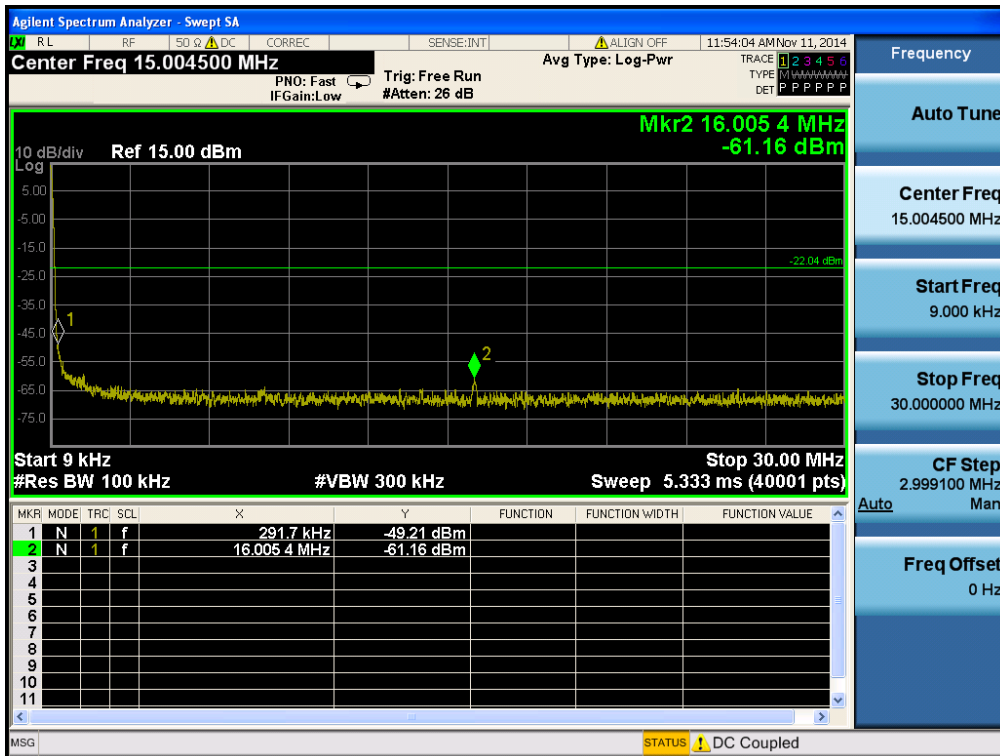 Agilent Spectrum Analyzer - Swept SA
LXI RL RF 50 Ω DC CORREC SENSE:INT ALIGN OFF 11:54:04 AM Nov 11, 2014
Center Freq 15.004500 MHz
PNO: Fast
IFGain:Low
Trig: Free Run
#Atten: 26 dB
Avg Type: Log-Pwr
TRACE 1 2 3 4 5 6
TYPE M
DET P P P P P P
Frequency
Mkr2 16.005 4 MHz
-61.16 dBm
10 dB/div Ref 15.00 dBm
Log
5.00
-5.00
-15.0
-22.04 dBm
-25.0
-35.0
1
-45.0
2
-55.0
-65.0
-75.0
Start 9 kHz Stop 30.00 MHz
#Res BW 100 kHz #VBW 300 kHz Sweep 5.333 ms (40001 pts)
MKR MODE TRC SCL X Y FUNCTION FUNCTION WIDTH FUNCTION VALUE
1 N 1 f 291.7 kHz -49.21 dBm
2 N 1 f 16.005 4 MHz -61.16 dBm
3
4
5
6
7
8
9
10
11
MSG STATUS DC Coupled
Auto Tune
Center Freq
15.004500 MHz
Start Freq
9.000 kHz
Stop Freq
30.000000 MHz
CF Step
2.999100 MHz
Auto Man
Freq Offset
0 Hz